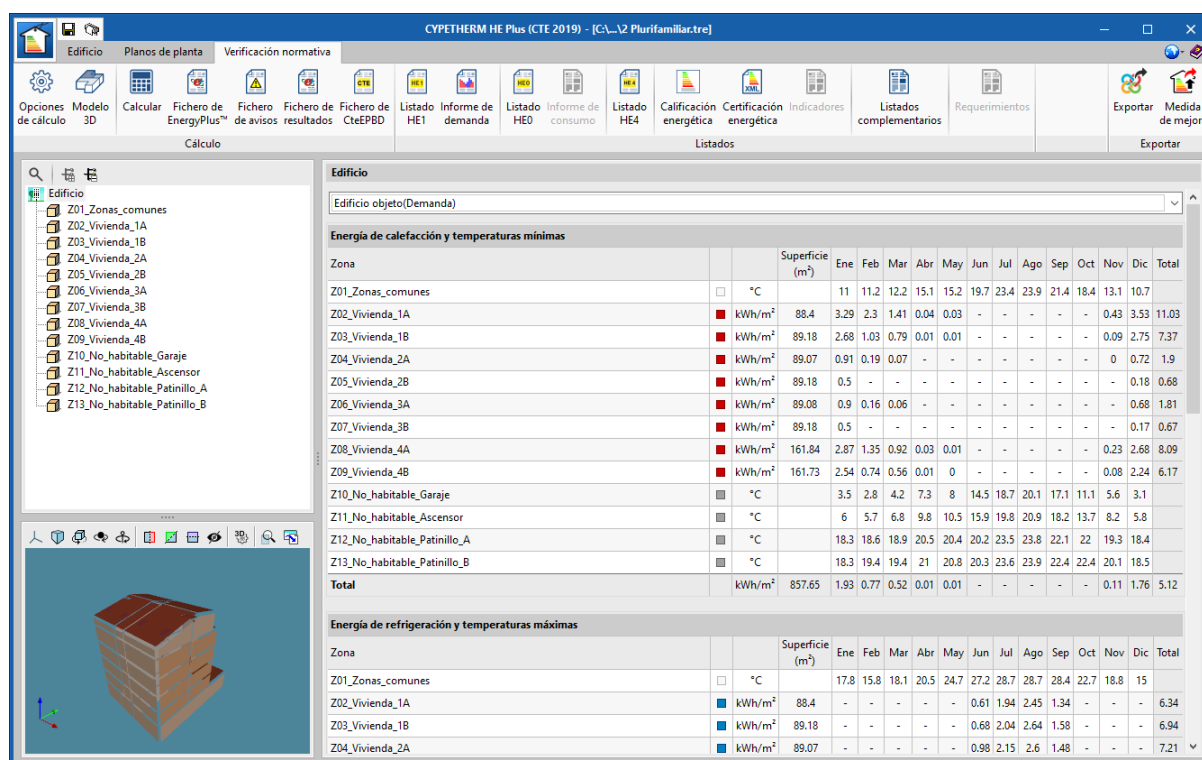 CYPETHERM HE Plus (CTE 2019) - [C:\...\2 Plurifamiliar.tre]
Edificio Planos de planta Verificación normativa
Opciones de cálculo Modelo 3D Calcular Fichero de EnergyPlus™ Fichero de avisos Fichero de resultados Fichero de CteEPBD Listado HE1 Informe de demanda Listado HE0 Informe de consumo Listado HE4 Calificación energética Certificación energética Indicadores Listados complementarios Requerimientos Exportar Medida de mejor
Cálculo Listados Exportar
Edificio
Z01_Zonas_comunes
Z02_Vivienda_1A
Z03_Vivienda_1B
Z04_Vivienda_2A
Z05_Vivienda_2B
Z06_Vivienda_3A
Z07_Vivienda_3B
Z08_Vivienda_4A
Z09_Vivienda_4B
Z10_No_habitable_Garaje
Z11_No_habitable_Ascensor
Z12_No_habitable_Patinillo_A
Z13_No_habitable_Patinillo_B
Edificio
Edificio objeto(Demanda)
Energía de calefacción y temperaturas mínimas
Zona Superficie (m²) Ene Feb Mar Abr May Jun Jul Ago Sep Oct Nov Dic Total
Z01_Zonas_comunes °C 11 11.2 12.2 15.1 15.2 19.7 23.4 23.9 21.4 18.4 13.1 10.7
Z02_Vivienda_1A kWh/m² 88.4 3.29 2.3 1.41 0.04 0.03 - - - - - 0.43 3.53 11.03
Z03_Vivienda_1B kWh/m² 89.18 2.68 1.03 0.79 0.01 0.01 - - - - - 0.09 2.75 7.37
Z04_Vivienda_2A kWh/m² 89.07 0.91 0.19 0.07 - - - - - - - 0 0.72 1.9
Z05_Vivienda_2B kWh/m² 89.18 0.5 - - - - - - - - - - 0.18 0.68
Z06_Vivienda_3A kWh/m² 89.08 0.9 0.16 0.06 - - - - - - - - 0.68 1.81
Z07_Vivienda_3B kWh/m² 89.18 0.5 - - - - - - - - - - 0.17 0.67
Z08_Vivienda_4A kWh/m² 161.84 2.87 1.35 0.92 0.03 0.01 - - - - - 0.23 2.68 8.09
Z09_Vivienda_4B kWh/m² 161.73 2.54 0.74 0.56 0.01 0 - - - - - 0.08 2.24 6.17
Z10_No_habitable_Garaje °C 3.5 2.8 4.2 7.3 8 14.5 18.7 20.1 17.1 11.1 5.6 3.1
Z11_No_habitable_Ascensor °C 6 5.7 6.8 9.8 10.5 15.9 19.8 20.9 18.2 13.7 8.2 5.8
Z12_No_habitable_Patinillo_A °C 18.3 18.6 18.9 20.5 20.4 20.2 23.5 23.8 22.1 22 19.3 18.4
Z13_No_habitable_Patinillo_B °C 18.3 19.4 19.4 21 20.8 20.3 23.6 23.9 22.4 22.4 20.1 18.5
Total kWh/m² 857.65 1.93 0.77 0.52 0.01 0.01 - - - - - 0.11 1.76 5.12
Energía de refrigeración y temperaturas máximas
Zona Superficie (m²) Ene Feb Mar Abr May Jun Jul Ago Sep Oct Nov Dic Total
Z01_Zonas_comunes °C 17.8 15.8 18.1 20.5 24.7 27.2 28.7 28.7 28.4 22.7 18.8 15
Z02_Vivienda_1A kWh/m² 88.4 - - - - - 0.61 1.94 2.45 1.34 - - - 6.34
Z03_Vivienda_1B kWh/m² 89.18 - - - - - 0.68 2.04 2.64 1.58 - - - 6.94
Z04_Vivienda_2A kWh/m² 89.07 - - - - - 0.98 2.15 2.6 1.48 - - - 7.21